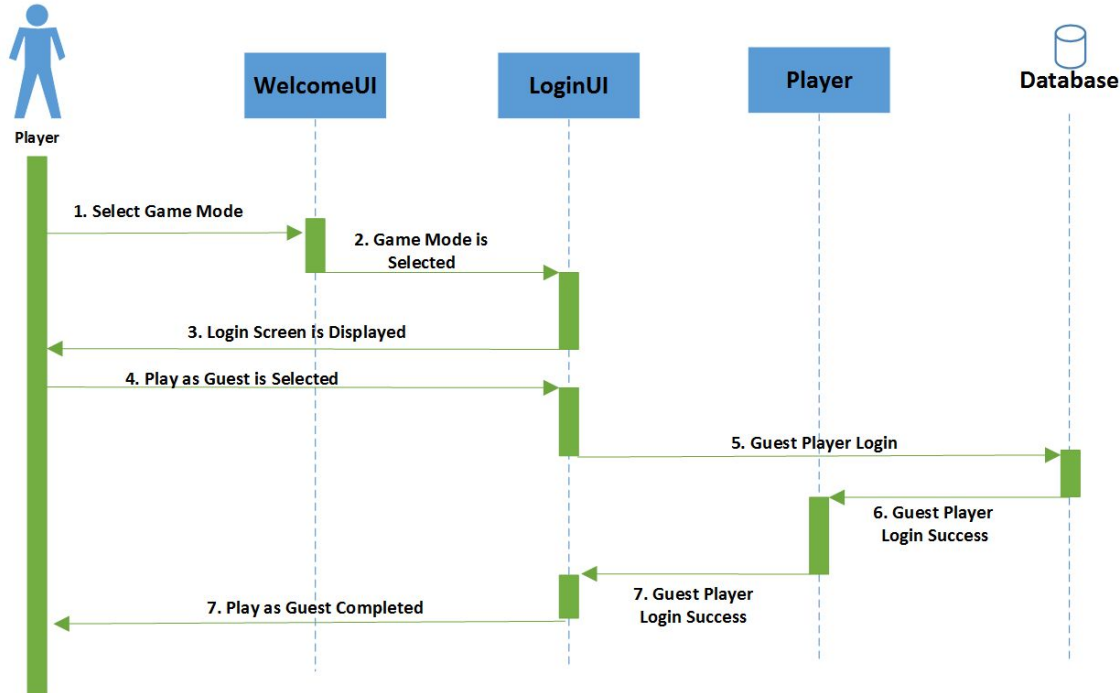 Player
WelcomeUI
LoginUI
Player
Database
1. Select Game Mode
2. Game Mode is
Selected
3. Login Screen is Displayed
4. Play as Guest is Selected
5. Guest Player Login
6. Guest Player
Login Success
7. Guest Player
Login Success
7. Play as Guest Completed